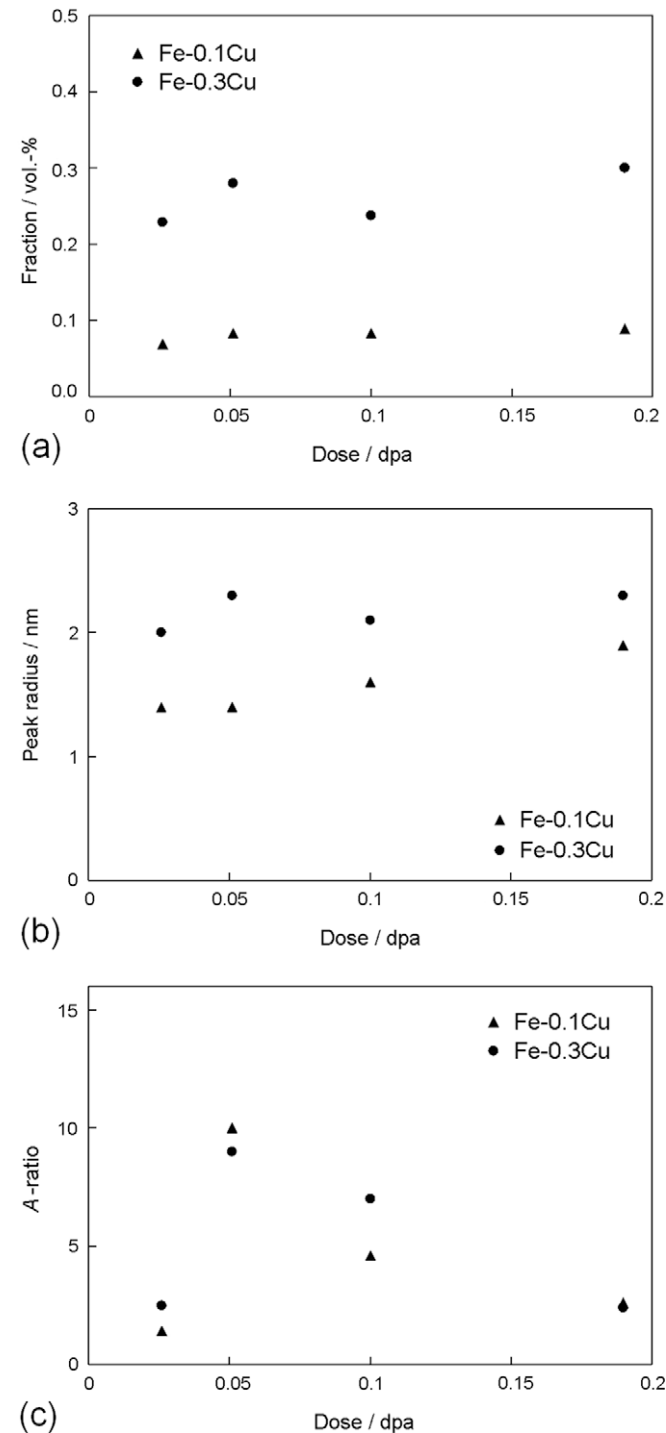 0.5
Fe-0.1Cu
Fe-0.3Cu
0.4
0.3
0.2
0.1
0.0
Fraction / vol.-%
0 0.05 0.1 0.15 0.2
(a)
Dose / dpa
3
2
1
0
Peak radius / nm
Fe-0.1Cu
Fe-0.3Cu
0 0.05 0.1 0.15 0.2
(b)
Dose / dpa
15
Fe-0.1Cu
Fe-0.3Cu
10
5
0
A-ratio
0 0.05 0.1 0.15 0.2
(c)
Dose / dpa